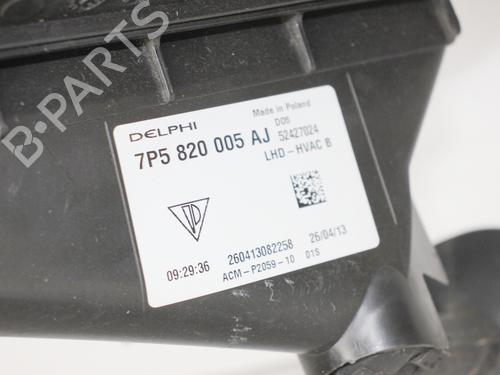 B-PARTS
DELPHI
Made in Poland
DOS
7P5 820 005 AJ
52427024
LHD-HVAC B
09:29:36
260413082258
26/04/13
ACM-P2059-10
01S